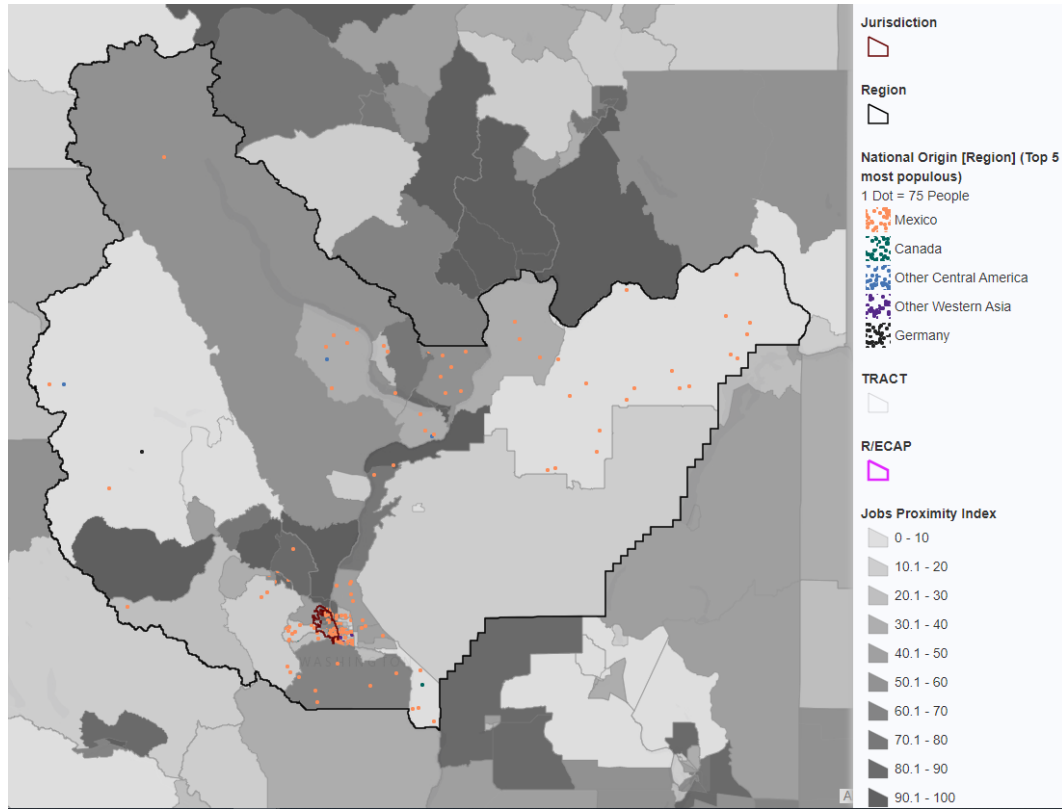 Jurisdiction
Region
National Origin [Region] (Top 5
most populous)
1 Dot = 75 People
Mexico
Canada
Other Central America
Other Western Asia
Germany
TRACT
R/ECAP
Jobs Proximity Index
0 - 10
10.1 - 20
20.1 - 30
30.1 - 40
40.1 - 50
50.1 - 60
60.1 - 70
70.1 - 80
80.1 - 90
90.1 - 100
WASHINGTO
A